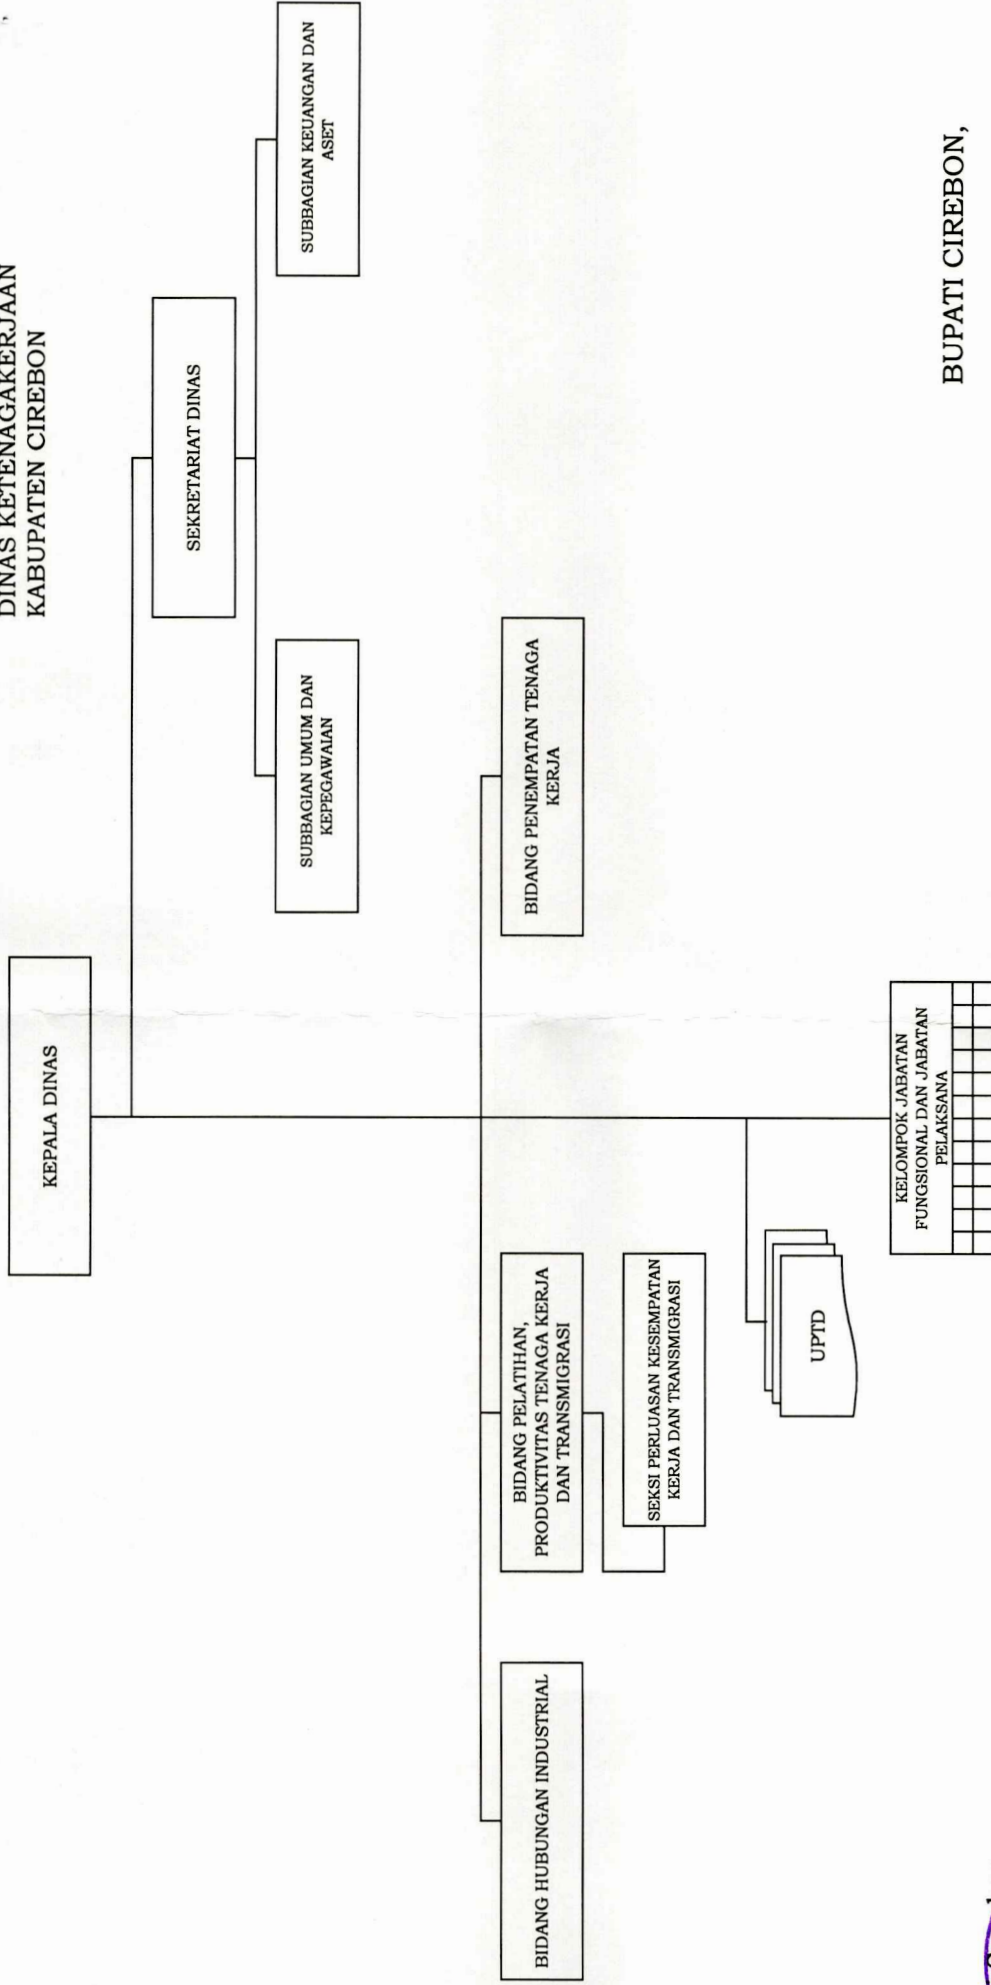 DINAS KETENAGAKERJAAN
KABUPATEN CIREBON
KEPALA DINAS
SEKRETARIAT DINAS
SUBBAGIAN UMUM DAN
KEPEGAWAIAN
SUBBAGIAN KEUANGAN DAN
ASET
BIDANG HUBUNGAN INDUSTRIAL
BIDANG PELATIHAN,
PRODUKTIVITAS TENAGA KERJA
DAN TRANSMIGRASI
BIDANG PENEMPATAN TENAGA
KERJA
SEKSI PERLUASAN KESEMPATAN
KERJA DAN TRANSMIGRASI
UPTD
KELOMPOK JABATAN
FUNGSIONAL DAN JABATAN
PELAKSANA
BUPATI CIREBON,